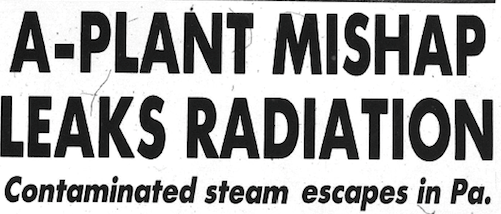 A-PLANT MISHAP
LEAKS RADIATION
Contaminated steam escapes in Pa.